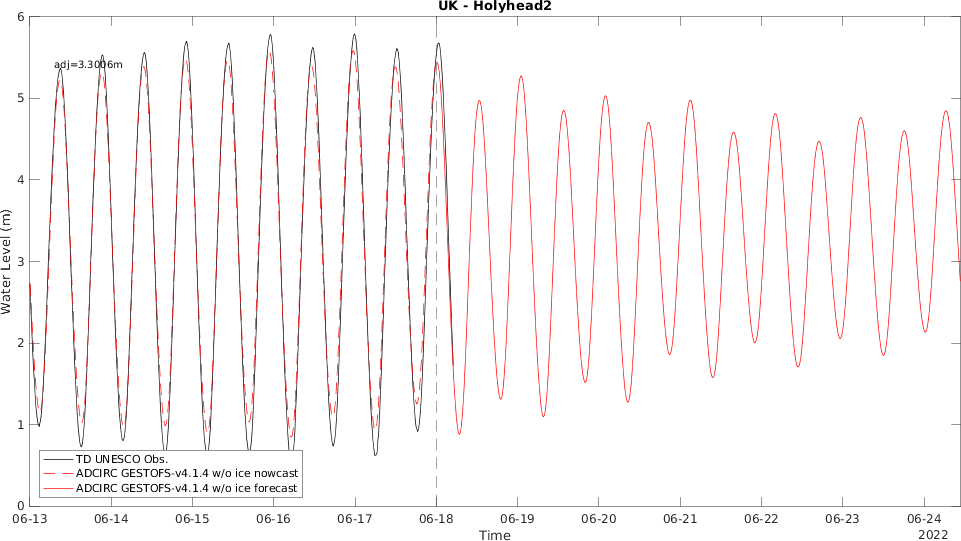 UK - Holyhead2
adj=3.3006m
Water Level (m)
6
5
4
3
2
1
0
TD UNESCO Obs.
ADCIRC GESTOFS-v4.1.4 w/o ice nowcast
ADCIRC GESTOFS-v4.1.4 w/o ice forecast
06-13 06-14 06-15 06-16 06-17 06-18 06-19 06-20 06-21 06-22 06-23 06-24
Time
2022